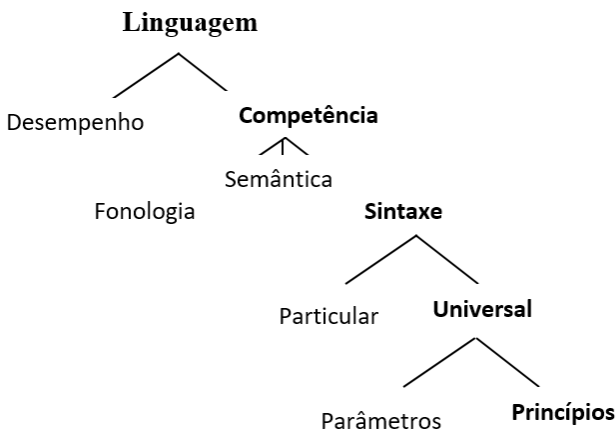 Linguagem
Desempenho
Competência
Semântica
Fonologia
Sintaxe
Particular
Universal
Parâmetros
Princípios